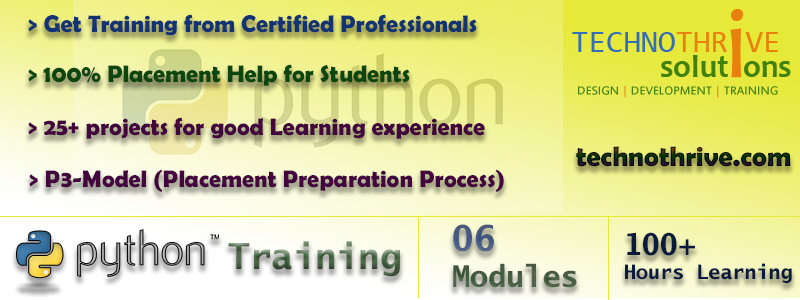 > Get Training from Certified Professionals
> 100% Placement Help for Students
> 25+ projects for good Learning experience
> P3-Model (Placement Preparation Process)
python
TECHNOTHRIVE
solutions
DESIGN | DEVELOPMENT | TRAINING
technothrive.com
python™ Training
06
Modules
100+
Hours Learning